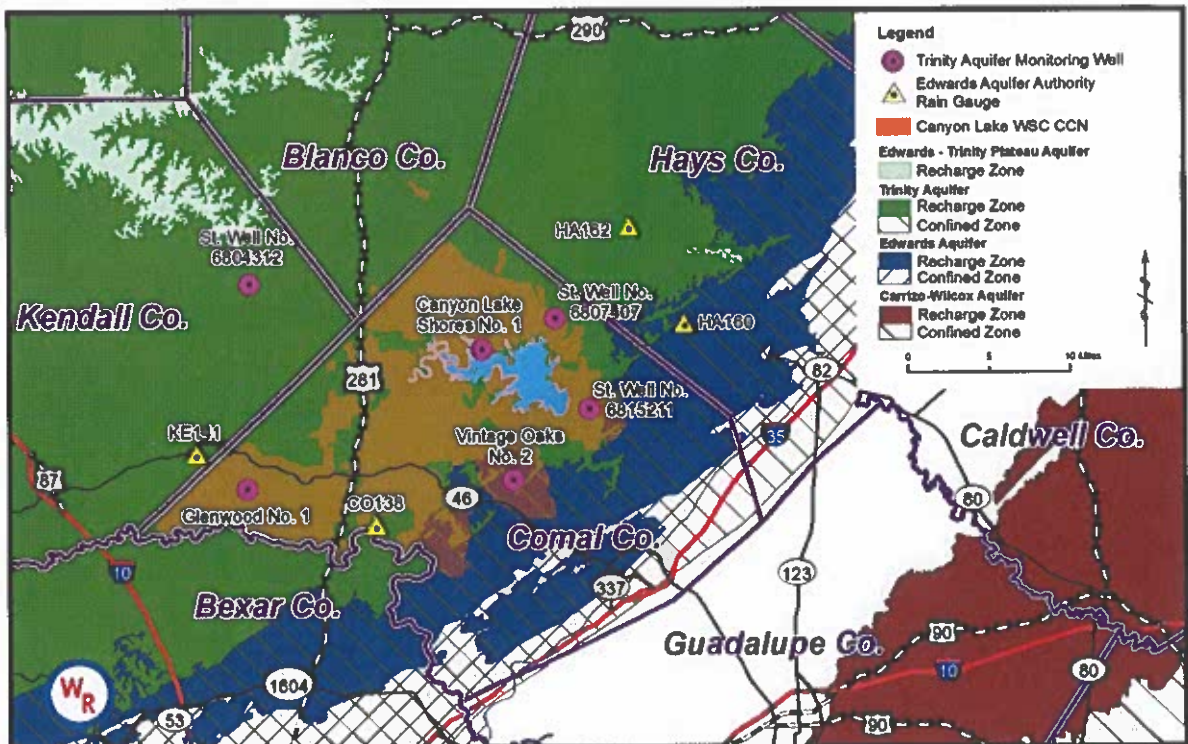 290
Blanco Co.
Hays Co.
HA162
St. Well No.
6804312
Kendall Co.
Canyon Lake
Shores No. 1
St. Well No.
6807407
HA160
281
St. Well No.
6815211
82
35
KE141
87
Vintage Oaks
No. 2
46
Glenwood No. 1
CO138
Comal Co.
Caldwell Co.
80
10
Bexar Co.
337
123
Guadalupe Co.
90
10
80
90
WR
1604
53
Legend
Trinity Aquifer Monitoring Well
Edwards Aquifer Authority
Rain Gauge
Canyon Lake WSC CCN
Edwards - Trinity Plateau Aquifer
Recharge Zone
Trinity Aquifer
Recharge Zone
Confined Zone
Edwards Aquifer
Recharge Zone
Confined Zone
Carrizo-Wilcox Aquifer
Recharge Zone
Confined Zone
0 5 10 Miles